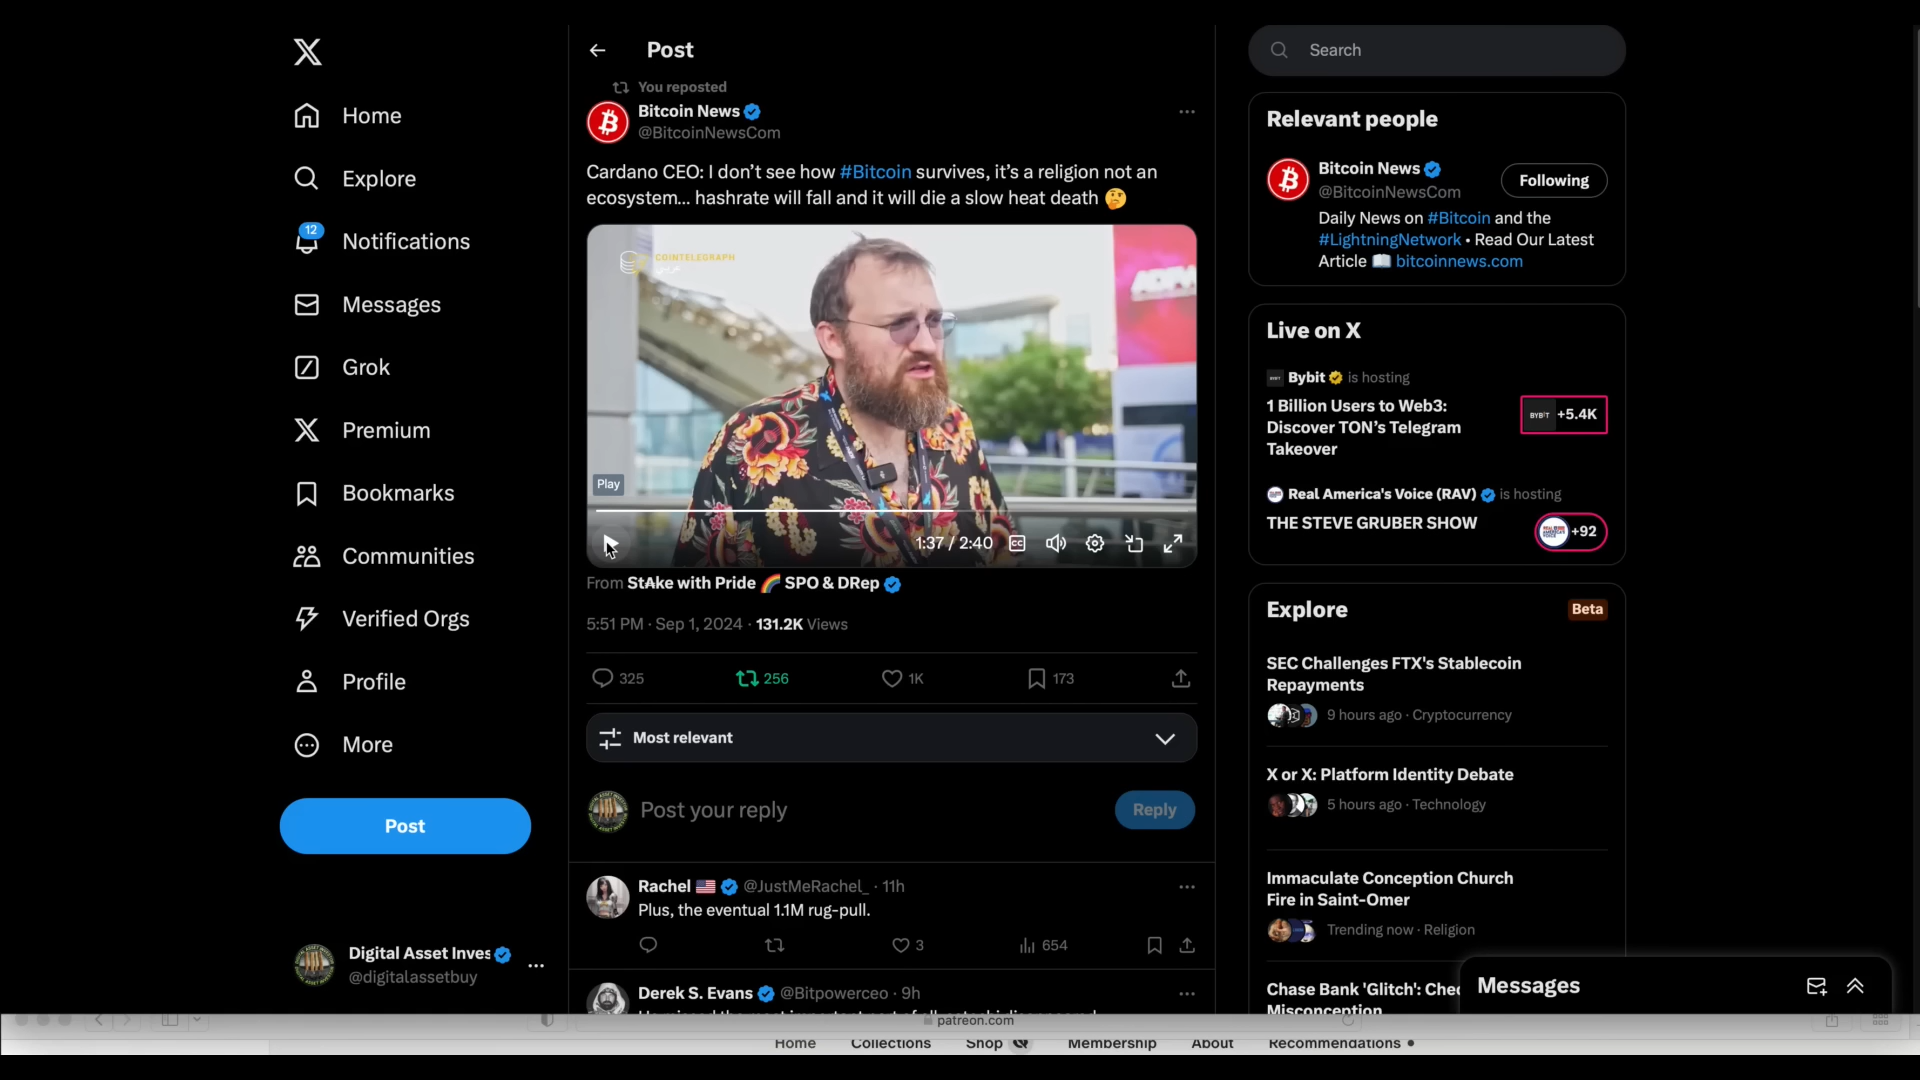 Home
Explore
12
Notifications
Messages
Grok
Premium
Bookmarks
Communities
Verified Orgs
Profile
More
Post
Digital Asset Inves
@digitalassetbuy
Post
You reposted
Bitcoin News
@BitcoinNewsCom
Cardano CEO: I don’t see how #Bitcoin survives, it’s a religion not an
ecosystem... hashrate will fall and it will die a slow heat death 🤔
COINTELEGRAPH
Play
1:37 / 2:40
CC
From StAke with Pride 🌈 SPO & DRep
5:51 PM · Sep 1, 2024 · 131.2K Views
325
256
1K
173
Most relevant
Post your reply
Reply
Rachel 🇺🇸 @JustMeRachel_ · 11h
Plus, the eventual 1.1M rug-pull.
3
654
Derek S. Evans @Bitpowerceo · 9h
Search
Relevant people
Bitcoin News
@BitcoinNewsCom
Following
Daily News on #Bitcoin and the
#LightningNetwork • Read Our Latest
Article 📖 bitcoinnews.com
Live on X
Bybit is hosting
1 Billion Users to Web3:
Discover TON’s Telegram
Takeover
BYBIT +5.4K
Real America's Voice (RAV) is hosting
THE STEVE GRUBER SHOW
+92
Explore
Beta
SEC Challenges FTX's Stablecoin
Repayments
9 hours ago · Cryptocurrency
X or X: Platform Identity Debate
5 hours ago · Technology
Immaculate Conception Church
Fire in Saint-Omer
Trending now · Religion
Chase Bank 'Glitch': Chec
Misconception
Messages
patreon.com
Home
Collections
Shop
Membership
About
Recommendations